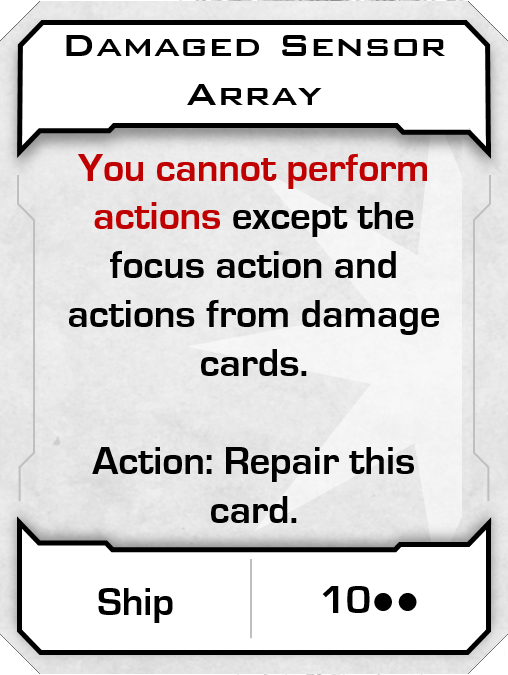 Damaged Sensor
Array
You cannot perform
actions except the
focus action and
actions from damage
cards.
Action: Repair this
card.
Ship
10●●